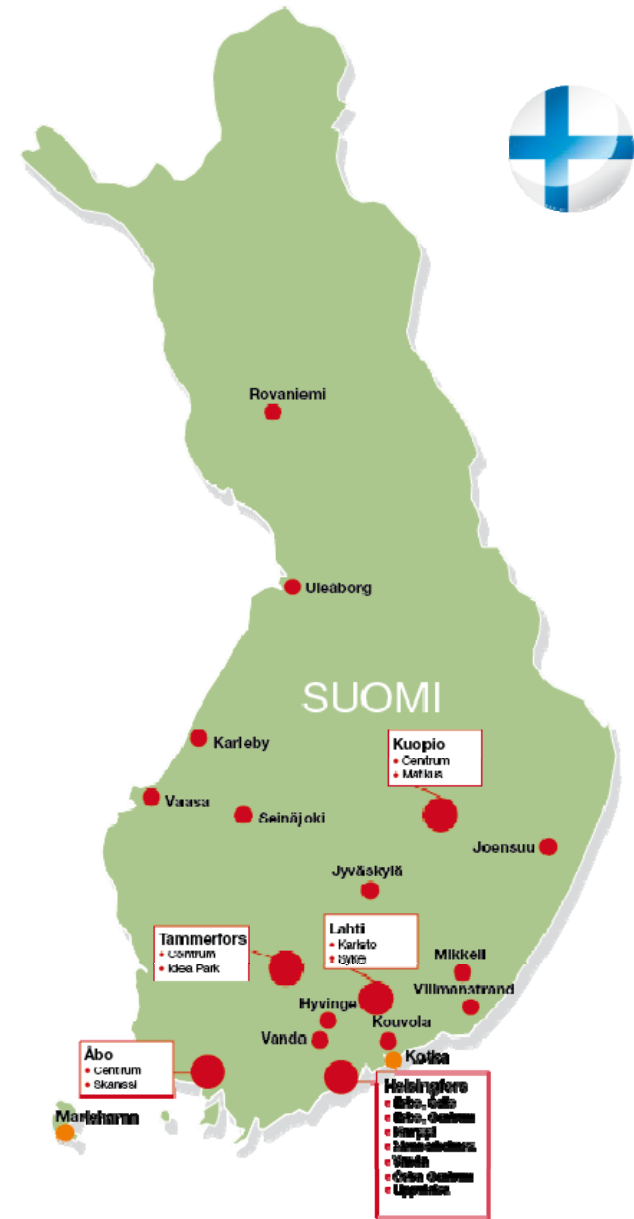 Rovaniemi
Uleåborg
SUOMI
Karleby
Kuopio
Centrum
Matkus
Vaasa
Seinäjoki
Joensuu
Jyväskylä
Tammerfors
Centrum
Idea Park
Lahti
Karisto
Syke
Mikkeli
Villmanstrand
Hyvinge
Vanda
Kouvola
Kotka
Åbo
Centrum
Skanssi
Mariehamn
Helsingfors